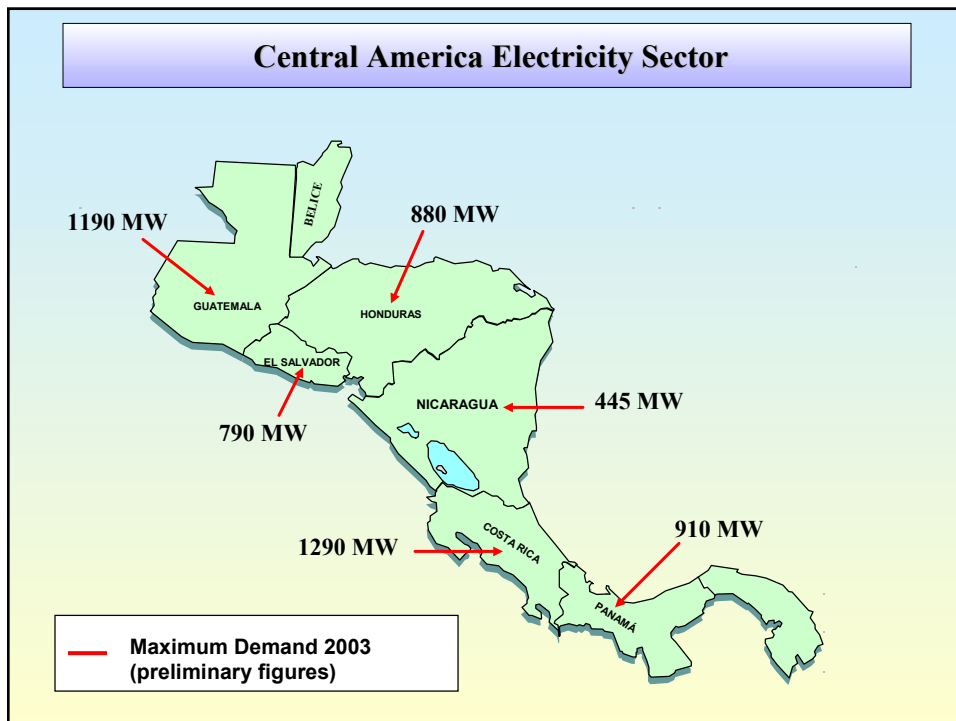 Central America Electricity Sector
BELICE
1190 MW
880 MW
GUATEMALA
HONDURAS
EL SALVADOR
790 MW
NICARAGUA
445 MW
COSTA RICA
1290 MW
910 MW
PANAMÁ
Maximum Demand 2003
(preliminary figures)